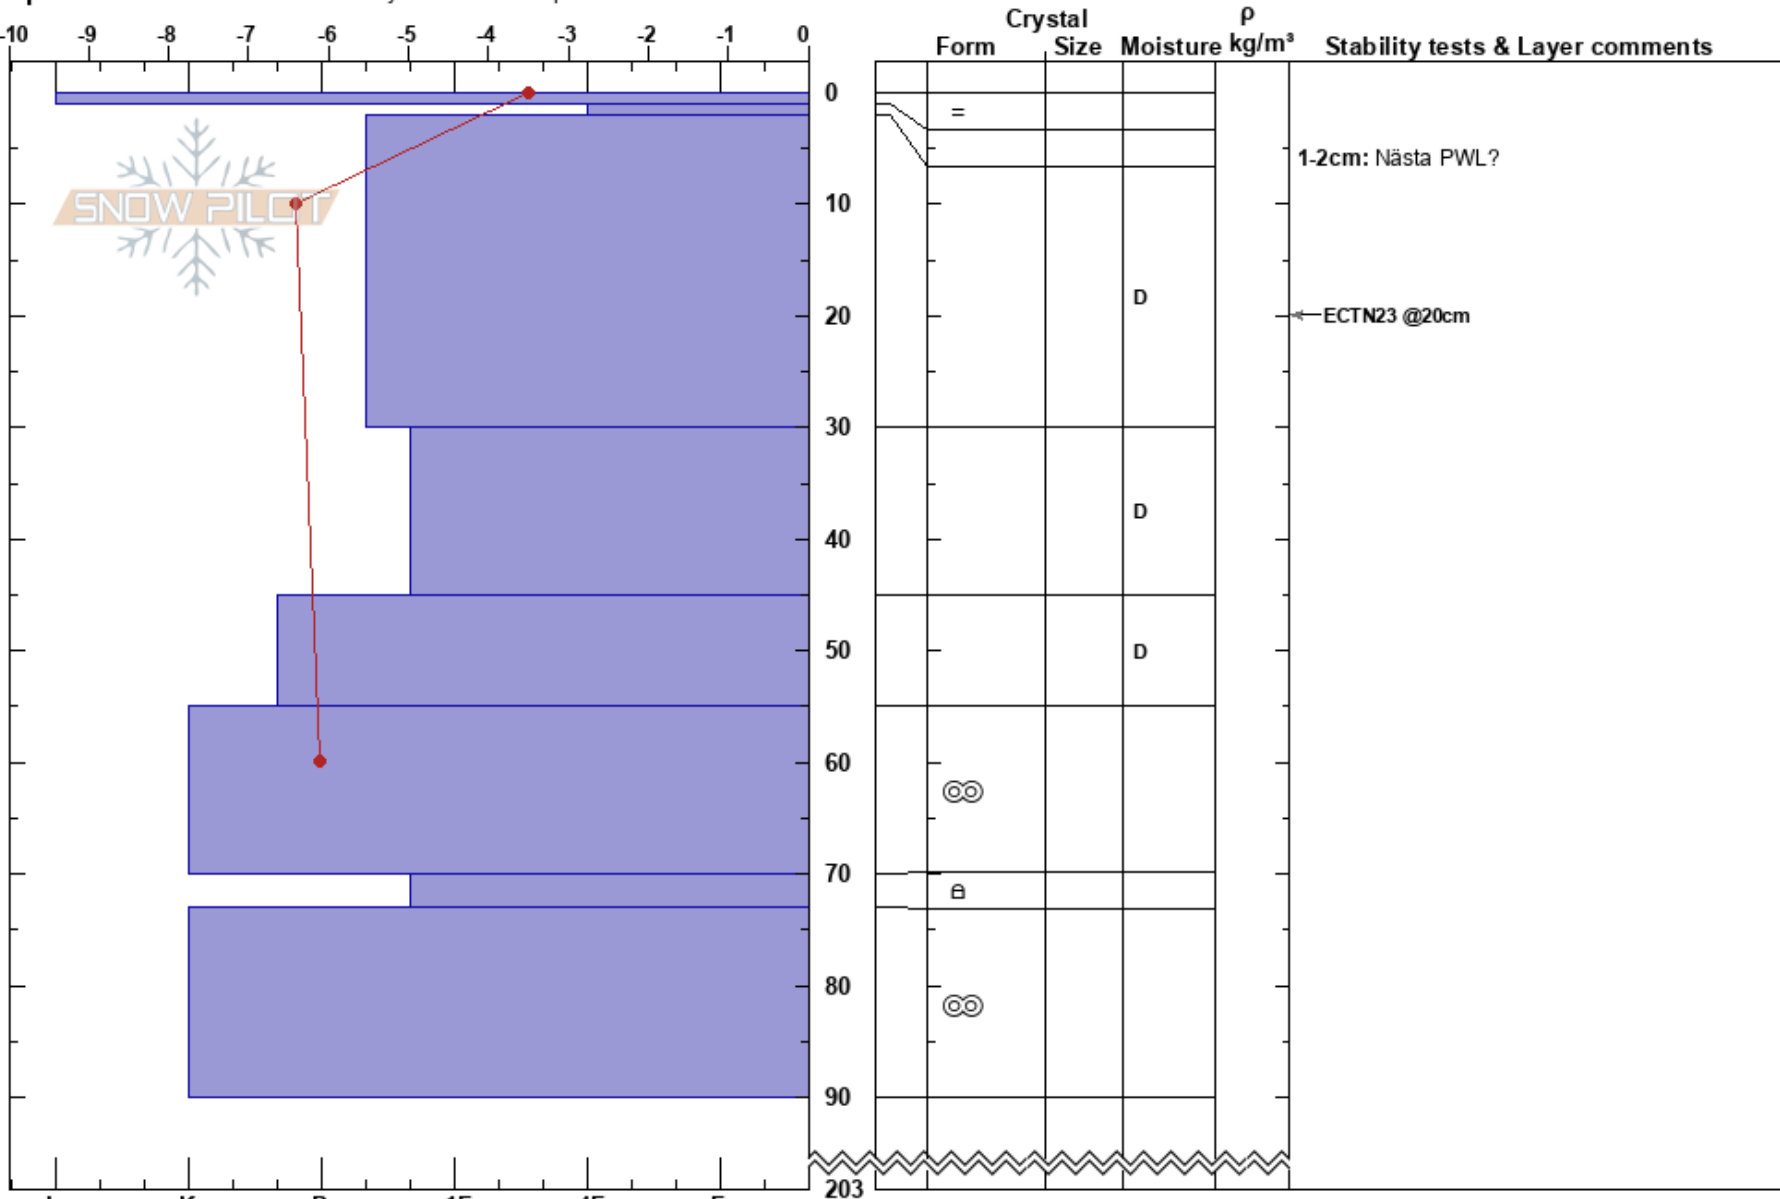 -10 -9 -8 -7 -6 -5 -4 -3 -2 -1 0
Crystal
ρ
Form Size Moisture kg/m³ Stability tests & Layer comments
0
=
1-2cm: Nästa PWL?
SNOW PILOT
10
D
20
ECTN23 @20cm
30
D
40
50
D
60
70
80
90
203